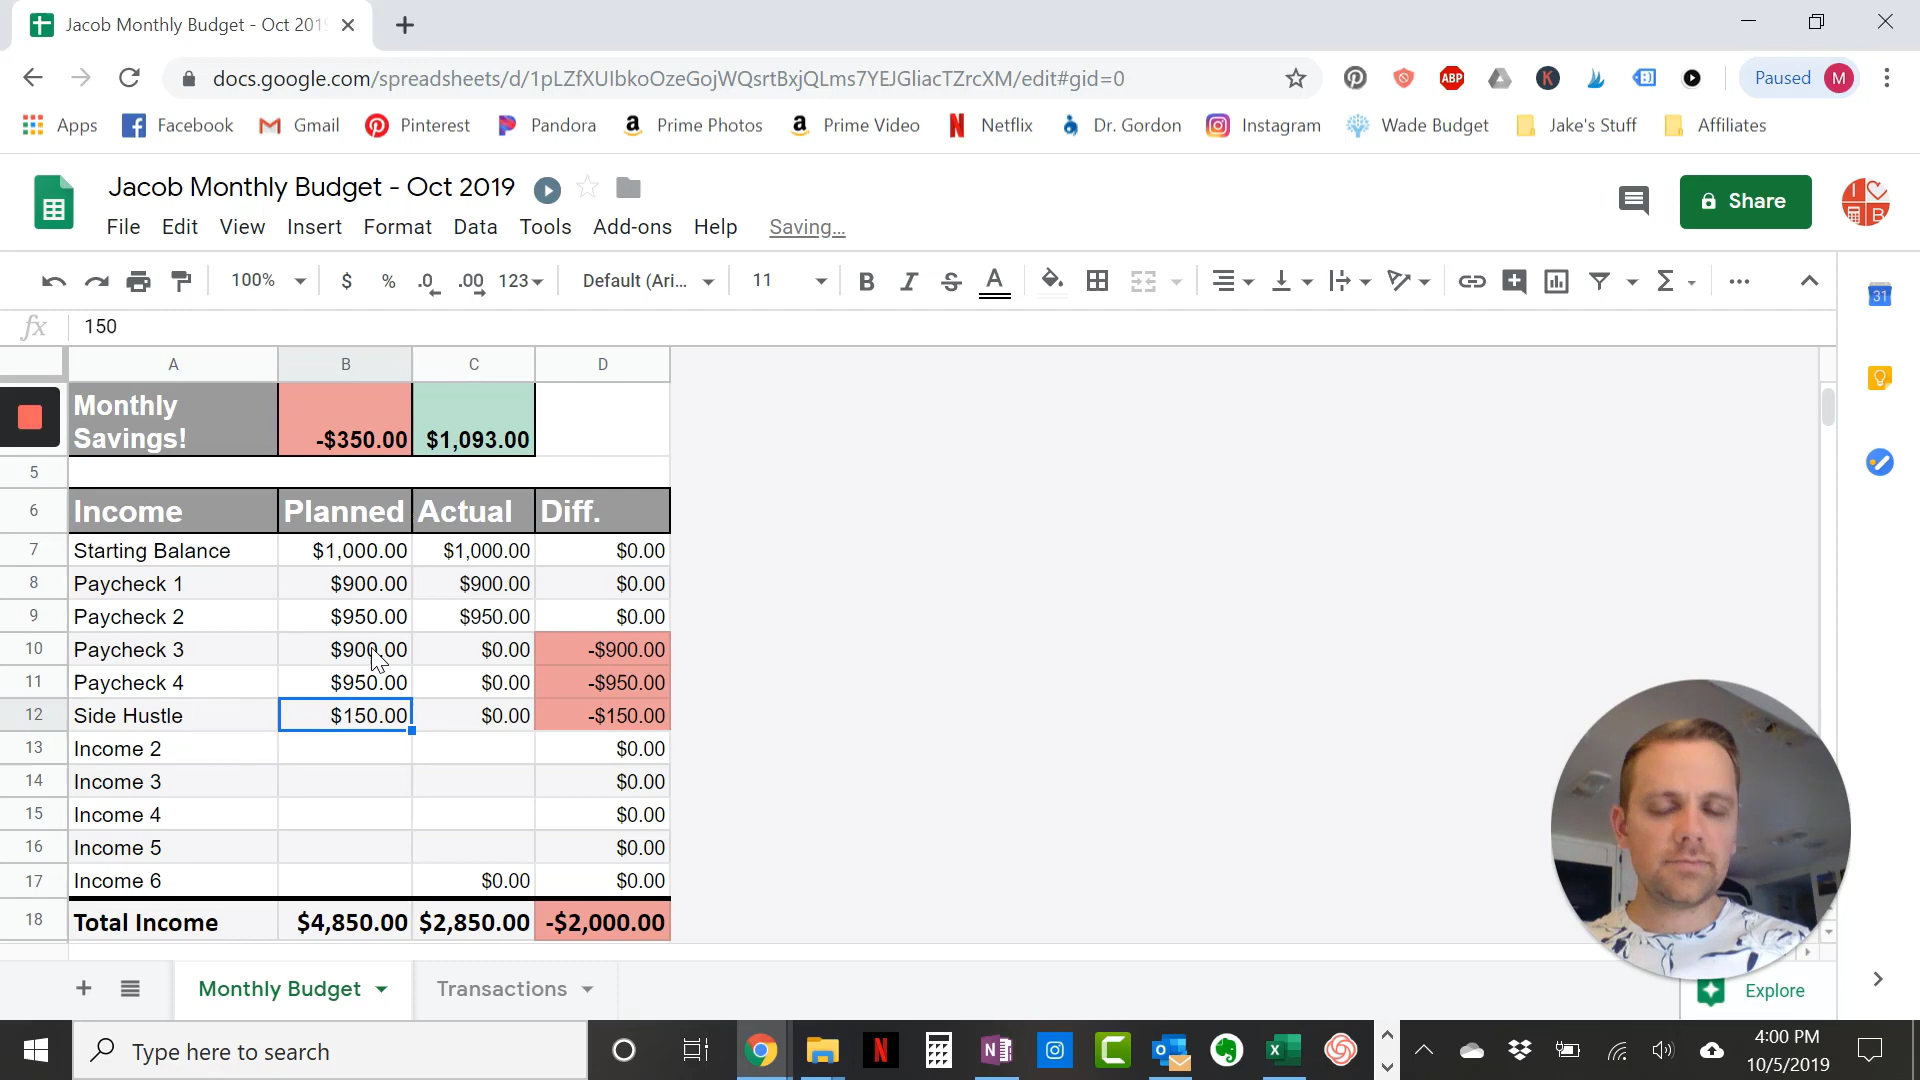 Jacob Monthly Budget - Oct 201
docs.google.com/spreadsheets/d/1pLZfXUIbkoOzeGojWQsrtBxjQLms7YEJGliacTZrcXM/edit#gid=0
ABP
K
Paused M
Apps Facebook Gmail Pinterest Pandora Prime Photos Prime Video Netflix Dr. Gordon Instagram Wade Budget Jake's Stuff Affiliates
Jacob Monthly Budget - Oct 2019
Share
File Edit View Insert Format Data Tools Add-ons Help Saving...
100% $ % .0 .00 123 Default (Ari... 11 B I S A
31
fx 150
A B C D
Monthly
Savings! -$350.00 $1,093.00
5
6 Income Planned Actual Diff.
7 Starting Balance $1,000.00 $1,000.00 $0.00
8 Paycheck 1 $900.00 $900.00 $0.00
9 Paycheck 2 $950.00 $950.00 $0.00
10 Paycheck 3 $900.00 $0.00 -$900.00
11 Paycheck 4 $950.00 $0.00 -$950.00
12 Side Hustle $150.00 $0.00 -$150.00
13 Income 2 $0.00
14 Income 3 $0.00
15 Income 4 $0.00
16 Income 5 $0.00
17 Income 6 $0.00 $0.00
18 Total Income $4,850.00 $2,850.00 -$2,000.00
Monthly Budget Transactions
Explore
Type here to search
4:00 PM
10/5/2019